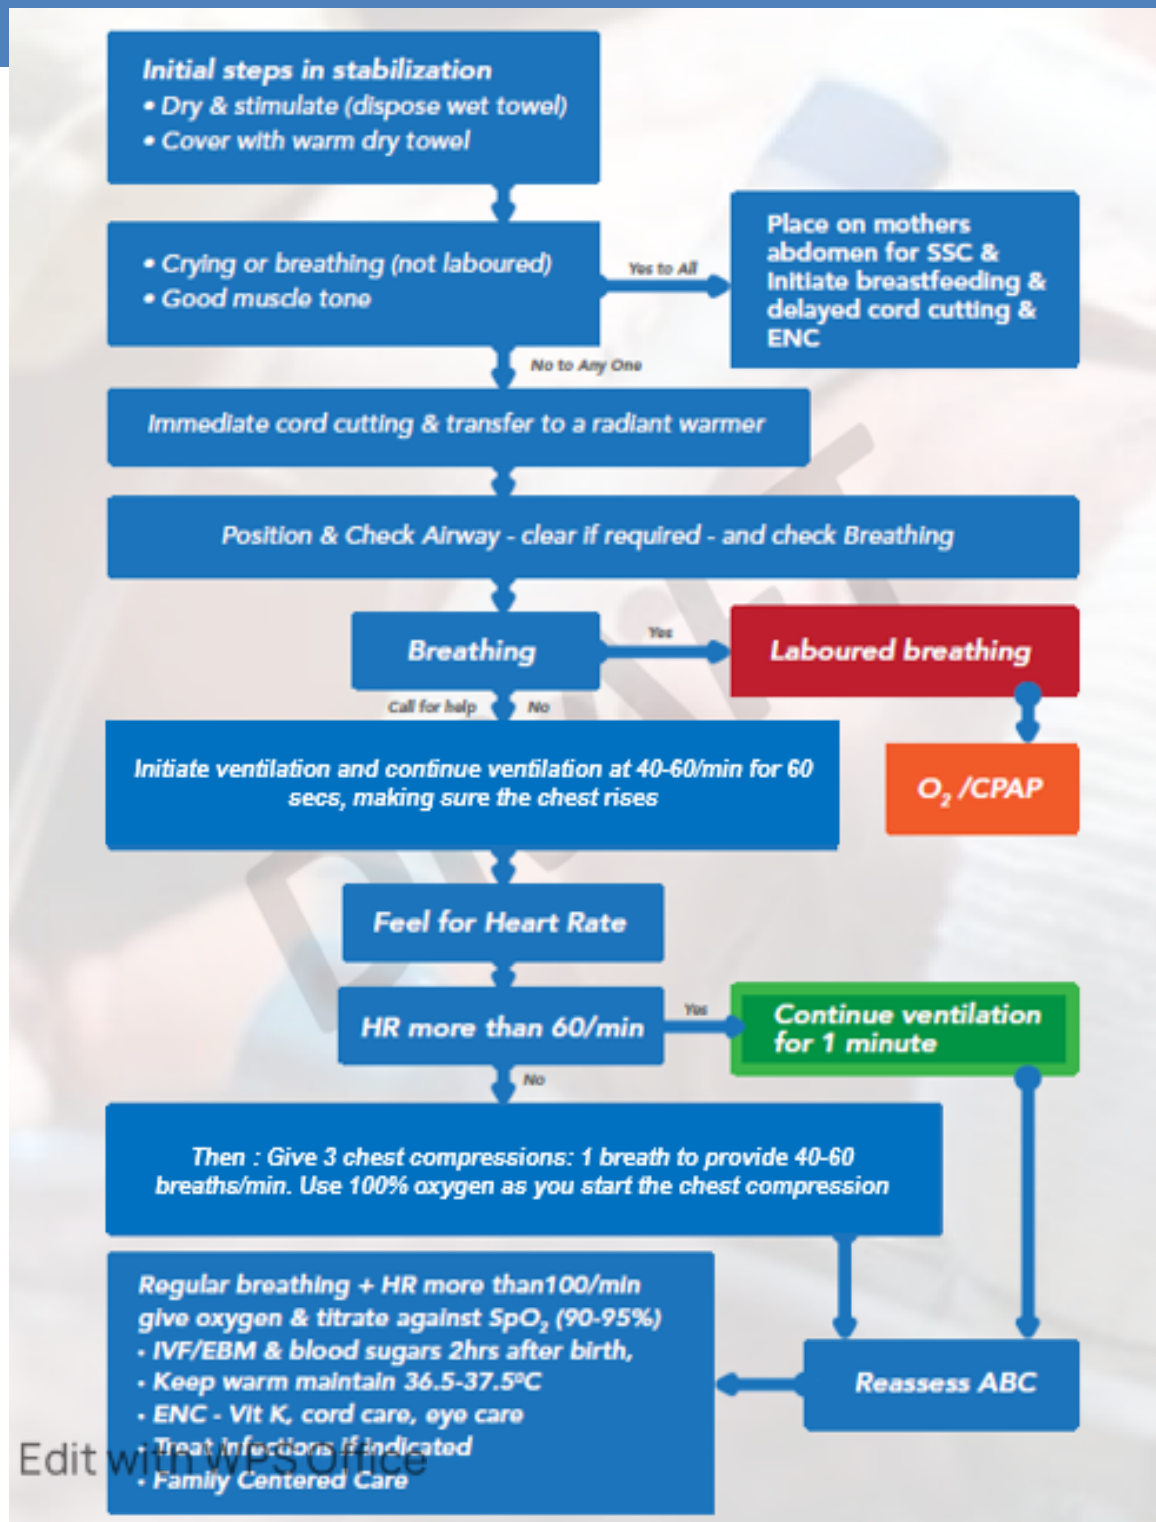 Initial steps in stabilization
• Dry & stimulate (dispose wet towel)
• Cover with warm dry towel
• Crying or breathing (not laboured)
• Good muscle tone
Yes to All
Place on mothers
abdomen for SSC &
Initiate breastfeeding &
delayed cord cutting &
ENC
No to Any One
Immediate cord cutting & transfer to a radiant warmer
Position & Check Airway - clear if required - and check Breathing
Breathing
Yes
Laboured breathing
Call for help
No
O₂ /CPAP
Initiate ventilation and continue ventilation at 40-60/min for 60
secs, making sure the chest rises
Feel for Heart Rate
HR more than 60/min
Yes
Continue ventilation
for 1 minute
No
Then : Give 3 chest compressions: 1 breath to provide 40-60
breaths/min. Use 100% oxygen as you start the chest compression
Regular breathing + HR more than100/min
give oxygen & titrate against SpO₂ (90-95%)
• IVF/EBM & blood sugars 2hrs after birth,
• Keep warm maintain 36.5-37.5ºC
• ENC - Vit K, cord care, eye care
• Treat infections if indicated
• Family Centered Care
Reassess ABC
DRAFT
Edit with WPS Office